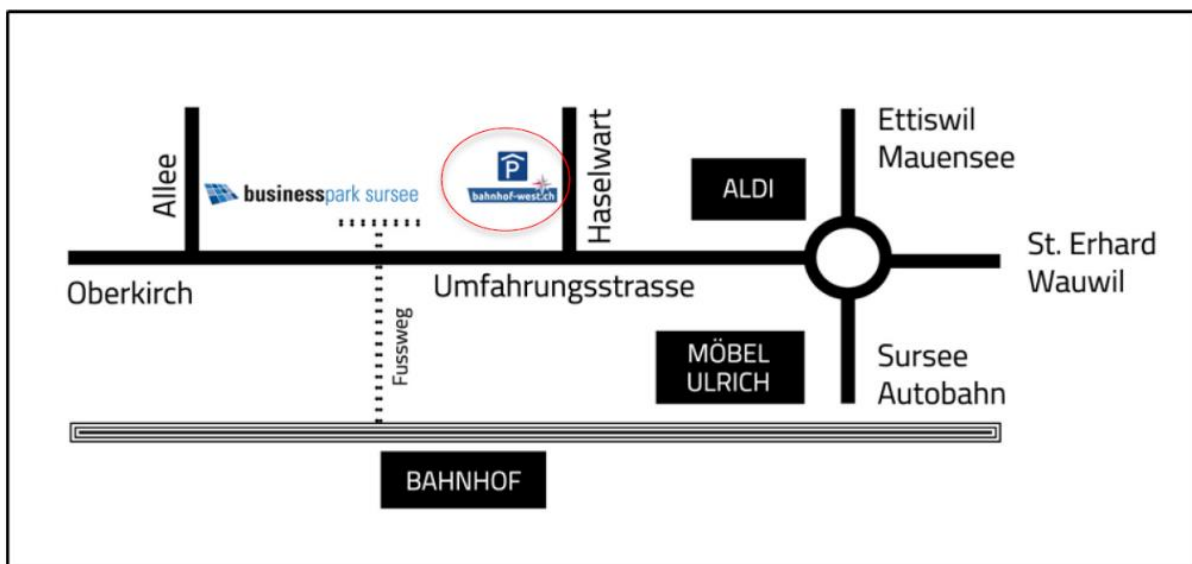 Allee
businesspark sursee
P
bahnhof-west.ch
Haselwart
ALDI
Ettiswil
Mauensee
St. Erhard
Wauwil
Oberkirch
Umfahrungsstrasse
Fussweg
MÖBEL
ULRICH
Sursee
Autobahn
BAHNHOF